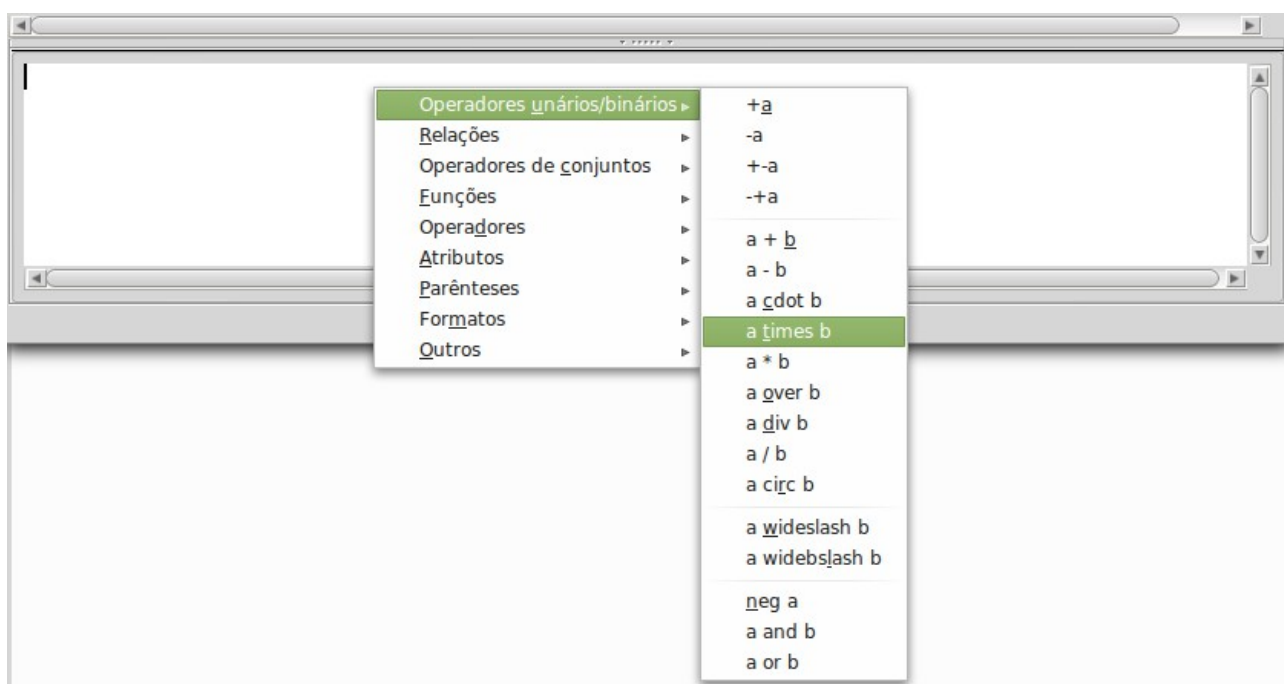 Operadores unários/binários
Relações
Operadores de conjuntos
Funções
Operadores
Atributos
Parênteses
Formatos
Outros
+a
-a
+-a
-+a
a + b
a - b
a cdot b
a times b
a * b
a over b
a div b
a / b
a circ b
a wideslash b
a widebslash b
neg a
a and b
a or b